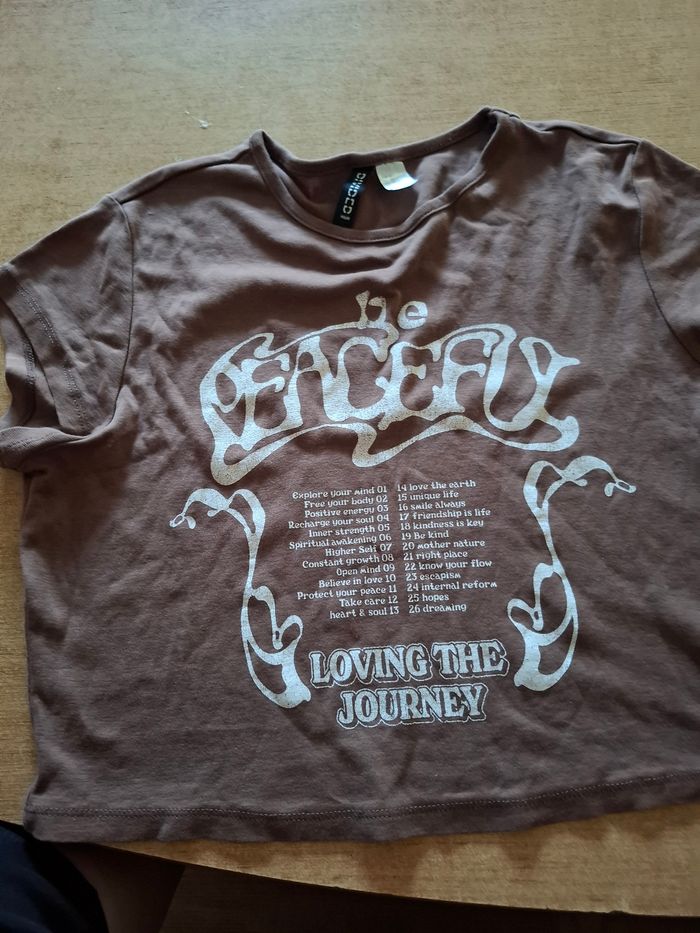 DIVIDED
be
PEACEFUL
Explore your mind 01 14 love the earth
Free your body 02 15 unique life
Positive energy 03 16 smile always
Recharge your soul 04 17 friendship is life
Inner strength 05 18 kindness is key
Spiritual awakening 06 19 Be kind
Higher Self 07 20 mother nature
Constant growth 08 21 right place
Open mind 09 22 know your flow
Believe in love 10 23 escapism
Protect your peace 11 24 internal reform
Take care 12 25 hopes
heart & soul 13 26 dreaming
LOVING THE
JOURNEY